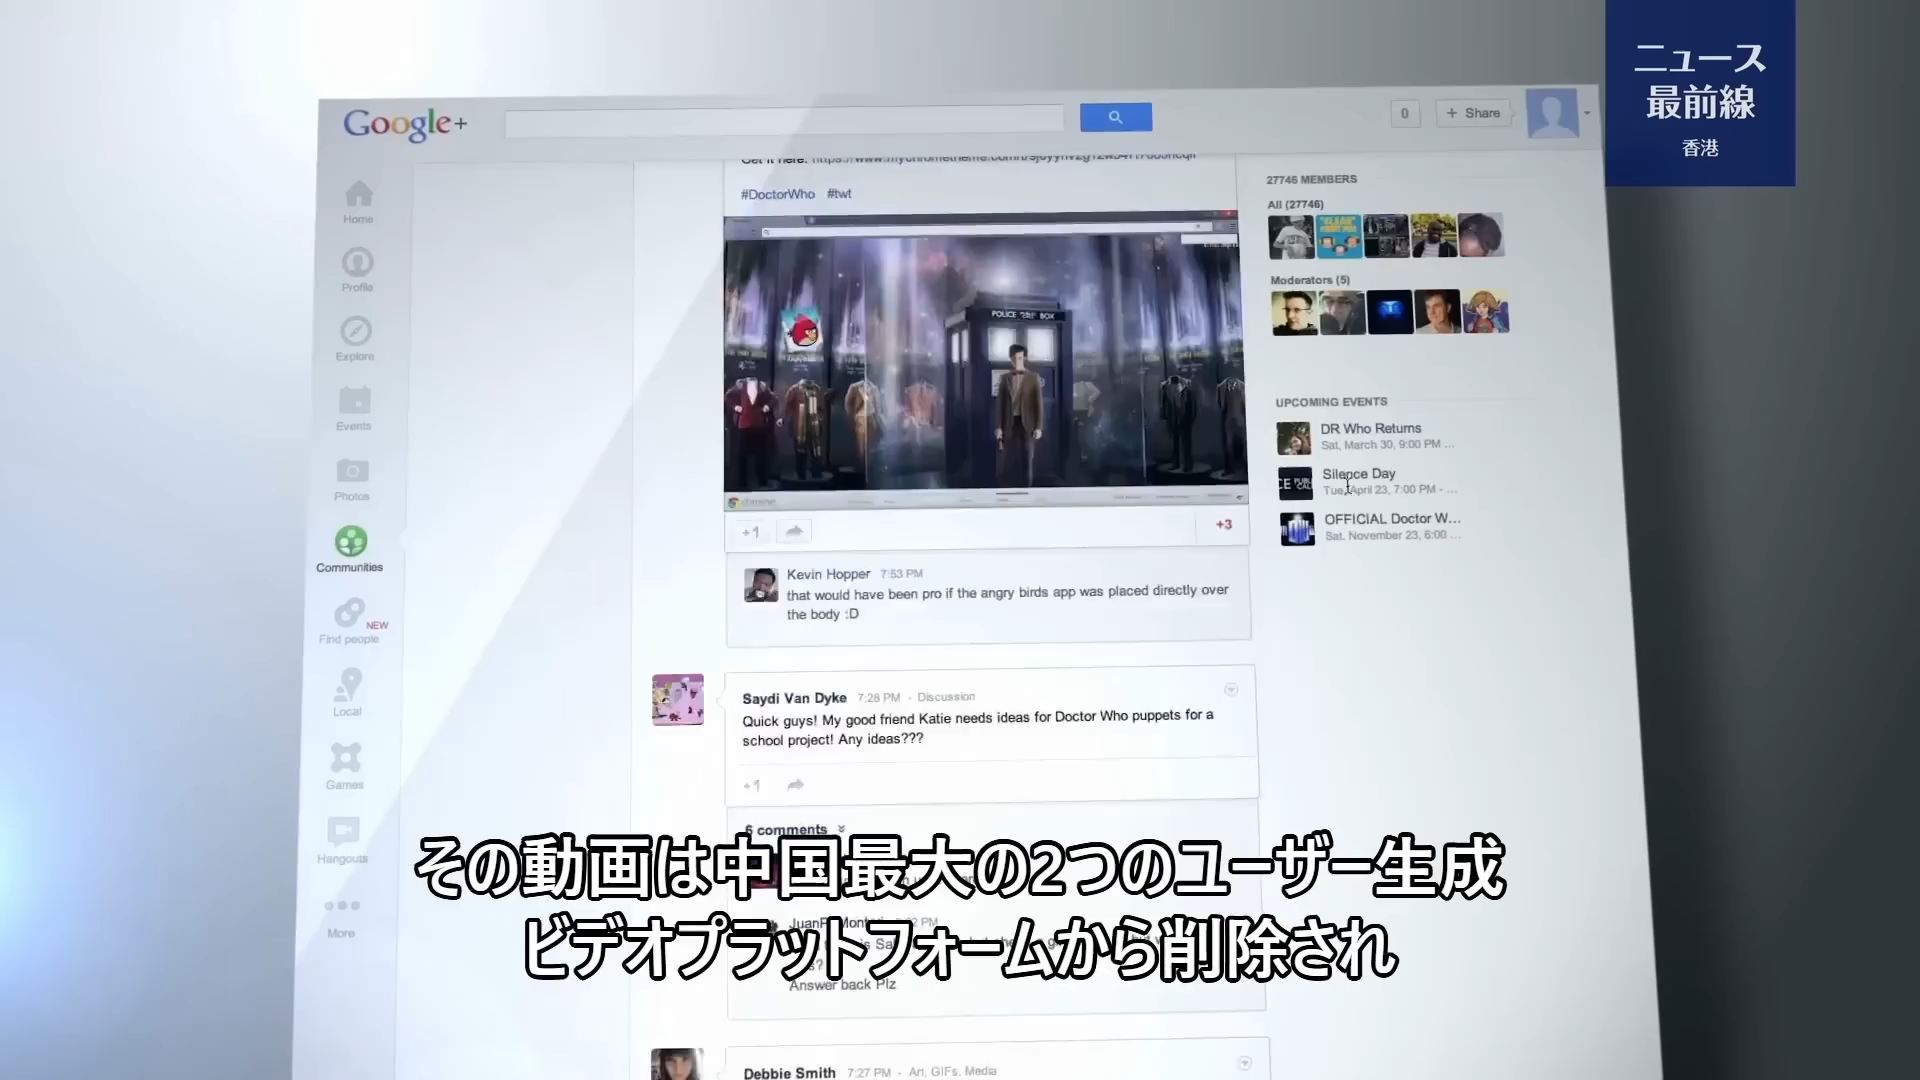 ニュース
最前線
香港
Google+
0
+ Share
#DoctorWho #twt
27746 MEMBERS
All (27746)
Moderators (5)
POLICE BOX
chrome
UPCOMING EVENTS
DR Who Returns
Sat, March 30, 9:00 PM ...
Silence Day
Tue, April 23, 7:00 PM - ...
OFFICIAL Doctor W...
Sat, November 23, 6:00 ...
Home
Profile
Explore
Events
Photos
Communities
Find people
NEW
Local
Games
Hangouts
More
+1
+3
Kevin Hopper 7:53 PM
that would have been pro if the angry birds app was placed directly over
the body :D
Saydi Van Dyke 7:28 PM - Discussion
Quick guys! My good friend Katie needs ideas for Doctor Who puppets for a
school project! Any ideas???
+1
6 comments
その動画は中国最大の2つのユーザー生成
ビデオプラットフォームから削除され
Answer back Plz
Debbie Smith 7:27 PM - Art, GIFs. Media